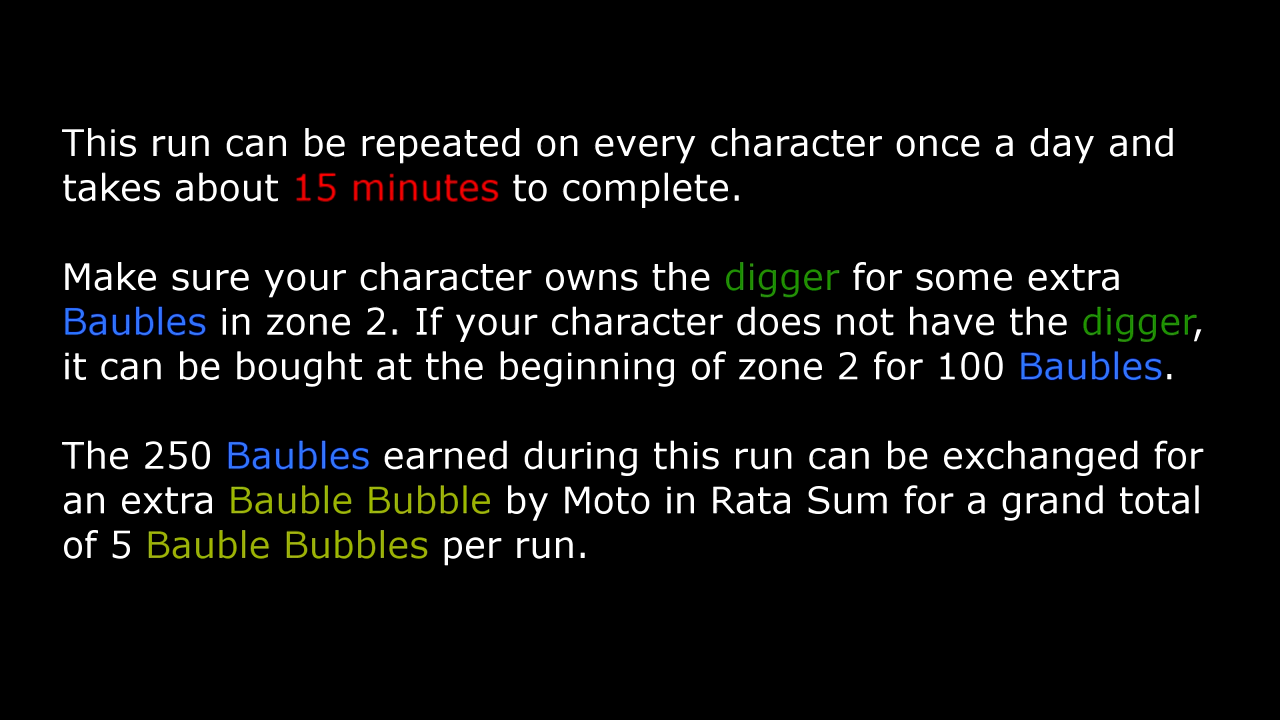 This run can be repeated on every character once a day and
takes about 15 minutes to complete.
Make sure your character owns the digger for some extra
Baubles in zone 2. If your character does not have the digger,
it can be bought at the beginning of zone 2 for 100 Baubles.
The 250 Baubles earned during this run can be exchanged for
an extra Bauble Bubble by Moto in Rata Sum for a grand total
of 5 Bauble Bubbles per run.